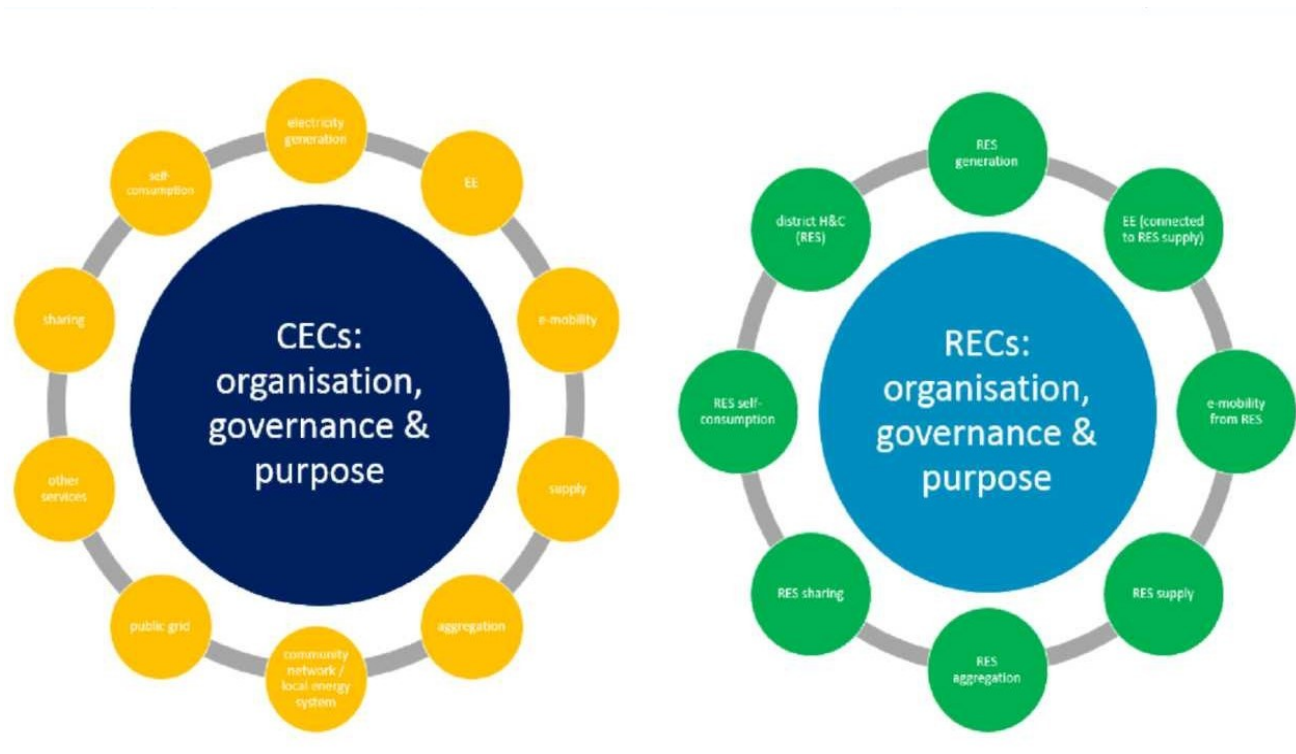 CECs:
organisation,
governance &
purpose
electricity
generation
EE
e-mobility
supply
aggregation
community
network /
local energy
system
public grid
other
services
sharing
self-
consumption
RECs:
organisation,
governance &
purpose
RES
generation
EE (connected
to RES supply)
e-mobility
from RES
RES supply
RES
aggregation
RES sharing
RES self-
consumption
district H&C
(RES)